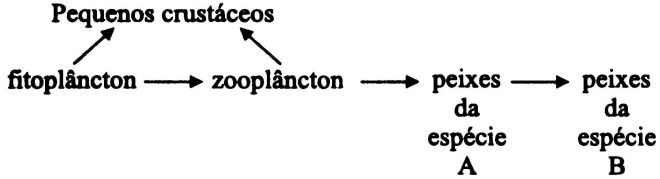 Pequenos crustáceos
fitoplâncton zooplâncton peixes da espécie A peixes da espécie B